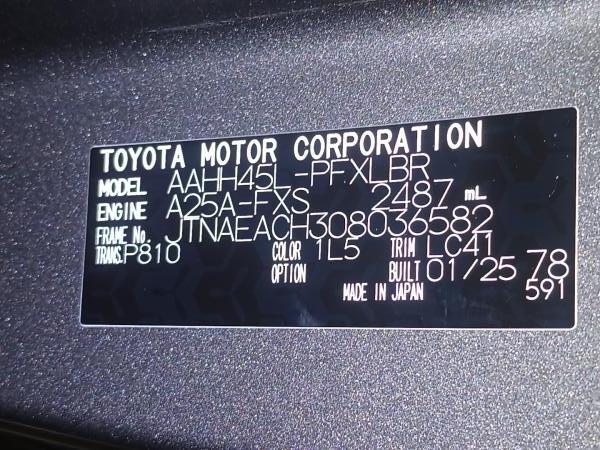 TOYOTA MOTOR CORPORATION
MODEL AAHH45L-PFXLBR
ENGINE A25A-FXS 2487 mL
FRAME No. JTNAEACH308036582
TRANS. P810 COLOR 1L5 TRIM LC41
OPTION BUILT 01/25 78
MADE IN JAPAN 591